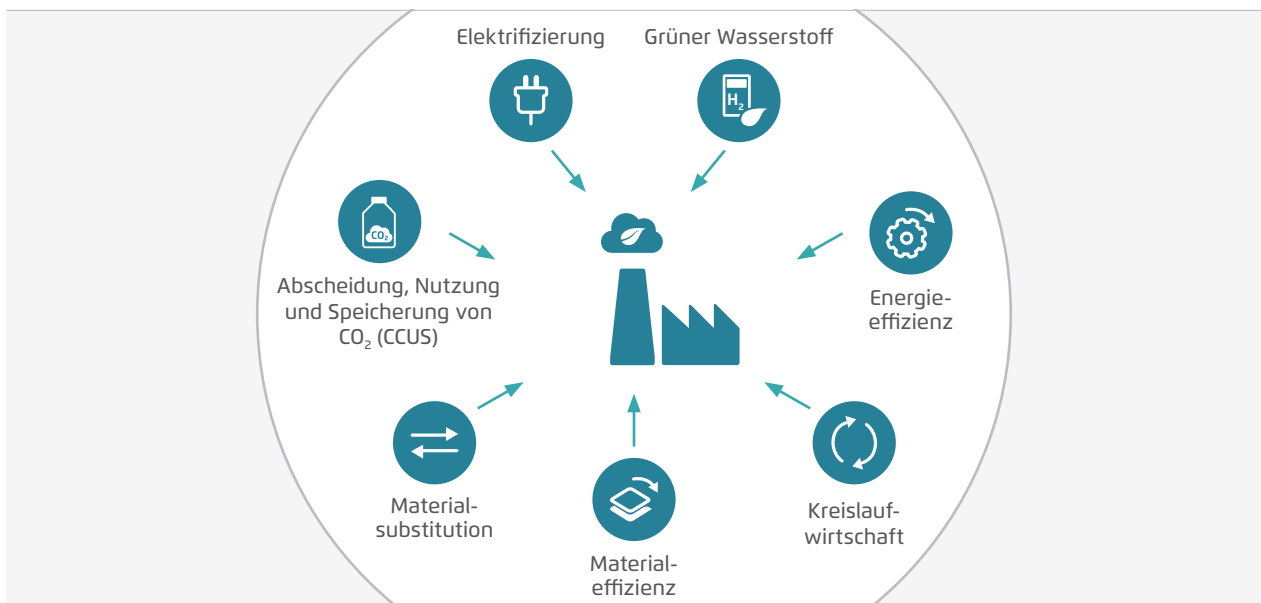 Elektrifizierung
Grüner Wasserstoff
H₂
CO₂
Abscheidung, Nutzung
und Speicherung von
CO₂ (CCUS)
Energie-
effizienz
Material-
substitution
Material-
effizienz
Kreislauf-
wirtschaft